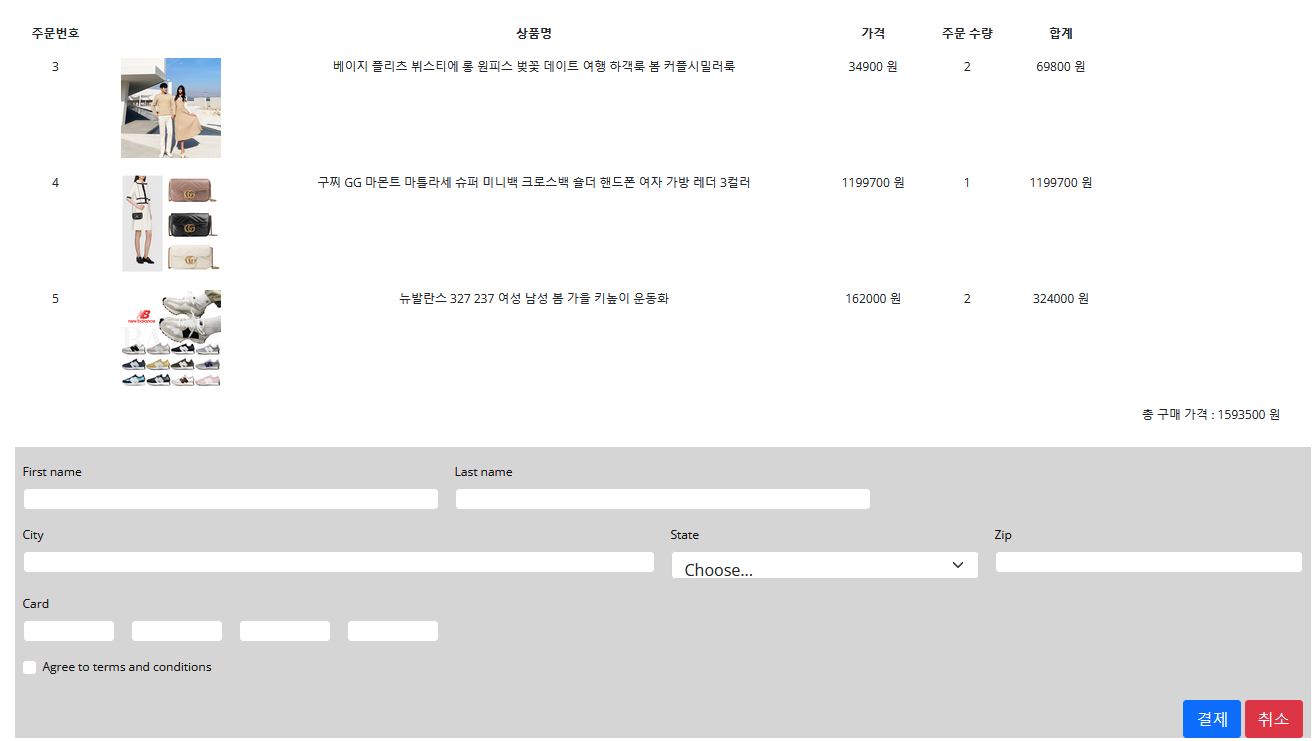 주문번호 상품명 가격 주문 수량 합계
3 베이지 플리츠 뷔스티에 롱 원피스 벚꽃 데이트 여행 하객룩 봄 커플시밀러룩 34900 원 2 69800 원
4 구찌 GG 마몬트 마틀라세 슈퍼 미니백 크로스백 숄더 핸드폰 여자 가방 레더 3컬러 1199700 원 1 1199700 원
5 뉴발란스 327 237 여성 남성 봄 가을 키높이 운동화 162000 원 2 324000 원
new balance
총 구매 가격 : 1593500 원
First name Last name
City State Zip
Choose...
Card
Agree to terms and conditions
결제 취소